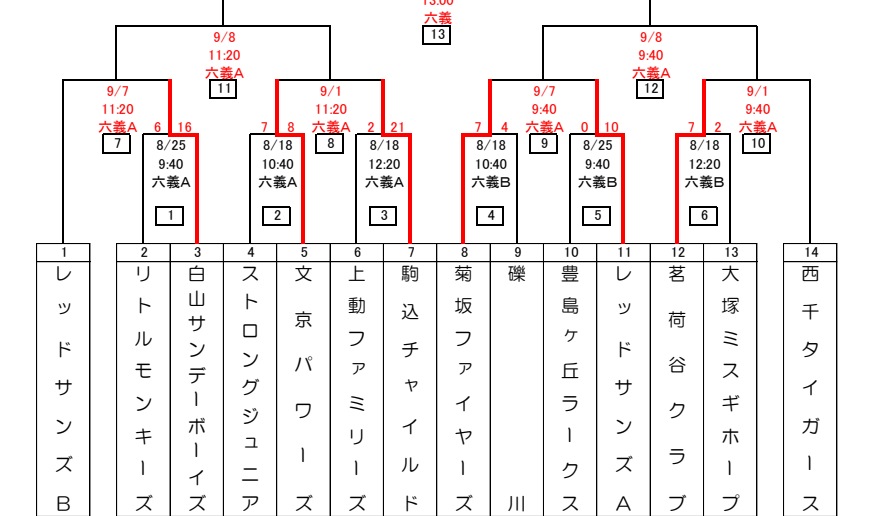 13:00
六義
13
9/8
11:20
六義A
11
9/8
9:40
六義A
12
9/7
11:20
六義A
7
9/1
11:20
六義A
8
9/7
9:40
六義A
9
9/1
9:40
六義A
10
6 16
8/25
9:40
六義A
1
7 8
8/18
10:40
六義A
2
2 21
8/18
12:20
六義A
3
7 4
8/18
10:40
六義B
4
0 10
8/25
9:40
六義B
5
7 2
8/18
12:20
六義B
6
1
レッドサンズB
2
リトルモンキーズ
3
白山サンデーボーイズ
4
ストロングジュニア
5
文京パワーズ
6
上動ファミリーズ
7
駒込チャイルド
8
菊坂ファイヤーズ
9
礫川
10
豊島ヶ丘ラークス
11
レッドサンズA
12
茗荷谷クラブ
13
大塚ミスギホープ
14
西千タイガース